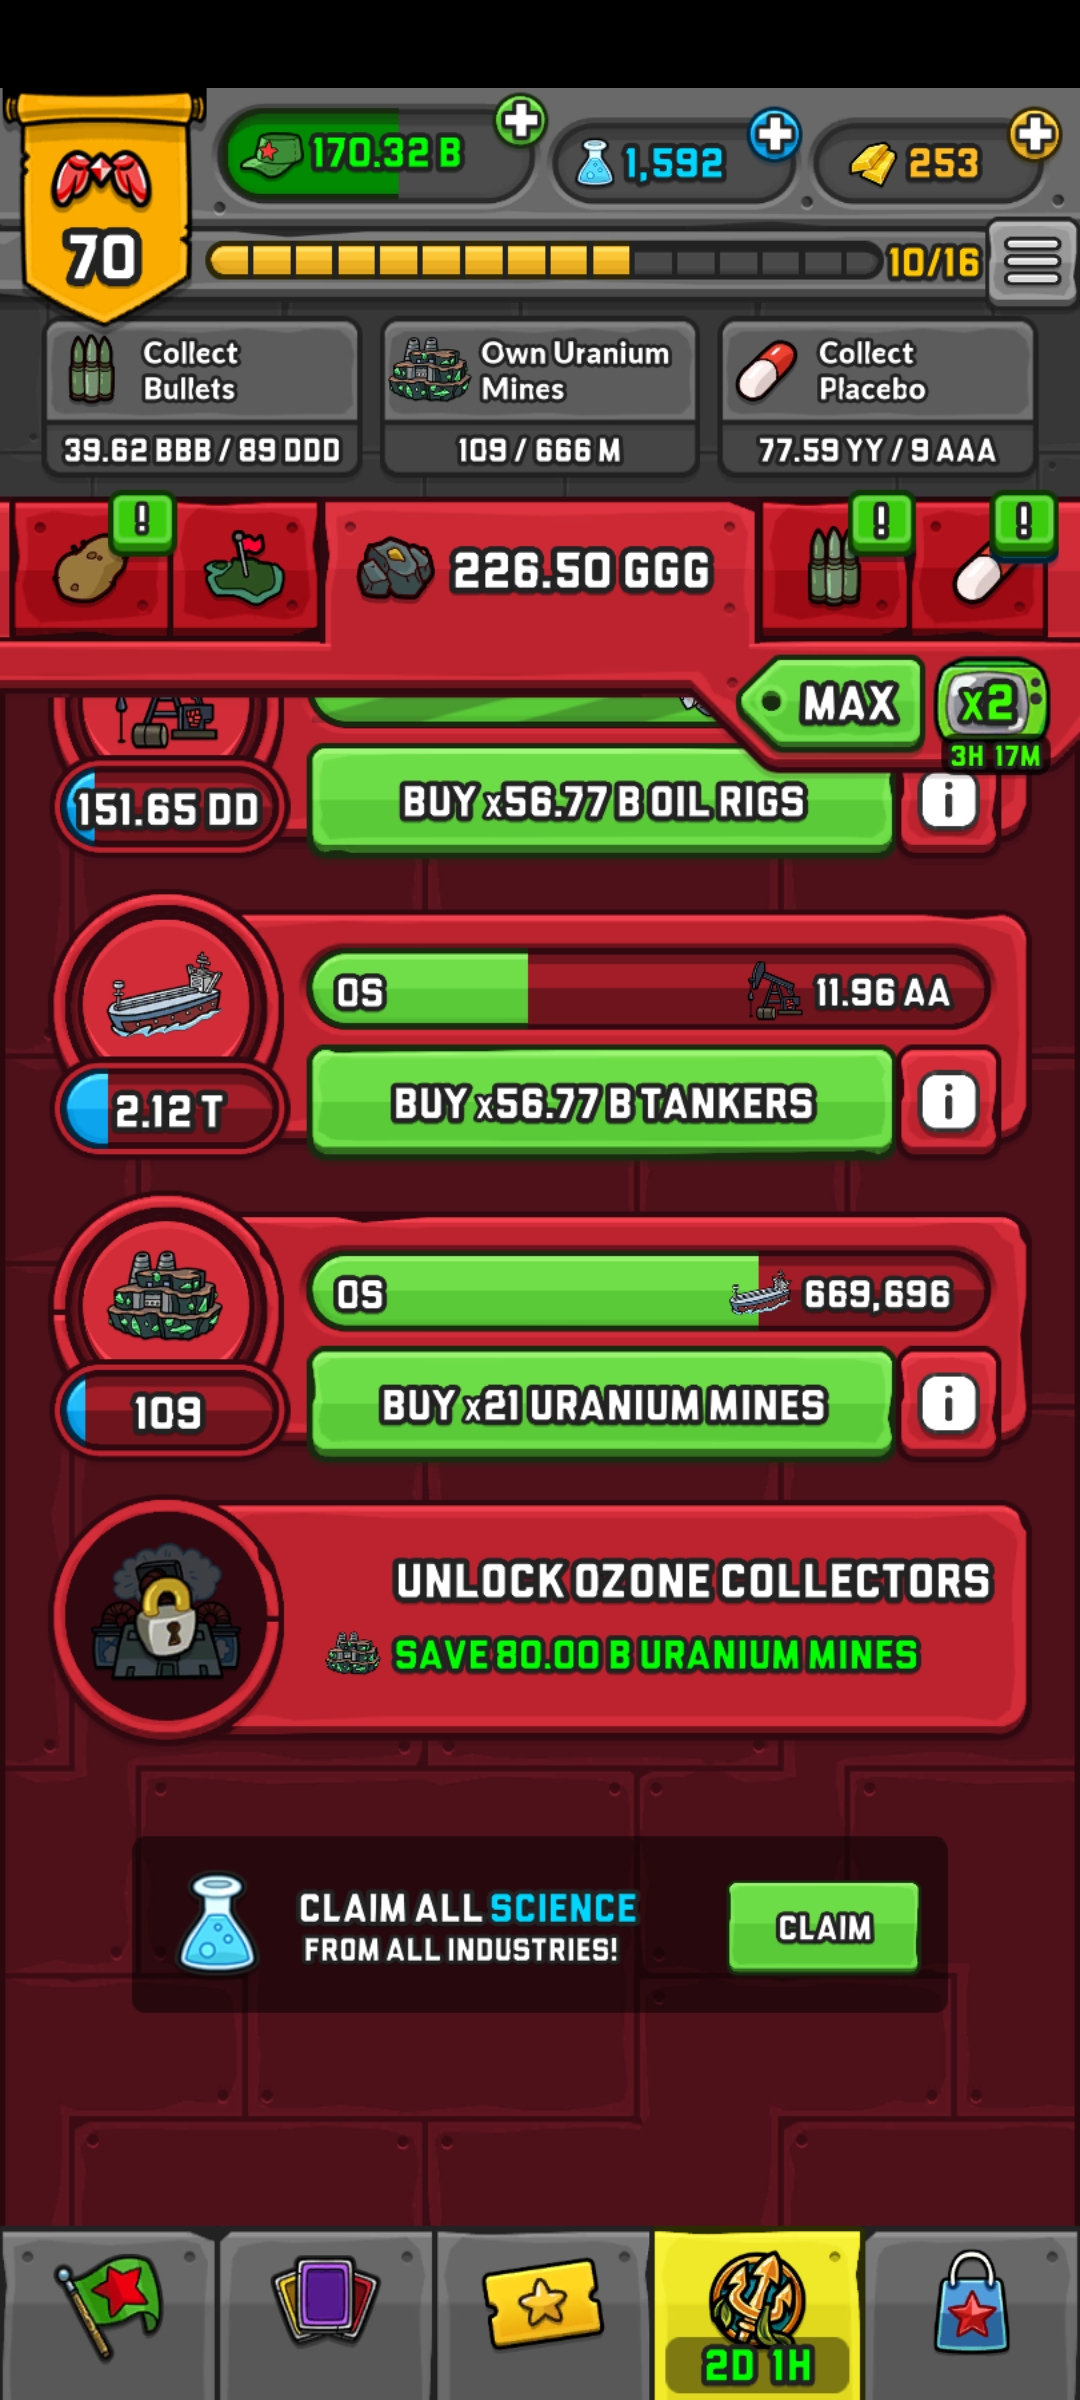 170.32 B
1,592
253
70
10/16
Collect
Bullets
39.62 BBB / 89 DDD
Own Uranium
Mines
109 / 666 M
Collect
Placebo
77.59 YY / 9 AAA
!
226.50 GGG
!
!
MAX
x2
3H 17M
151.65 DD
BUY x56.77 B OIL RIGS
i
0S
11.96 AA
2.12 T
BUY x56.77 B TANKERS
i
0S
669,696
109
BUY x21 URANIUM MINES
i
UNLOCK OZONE COLLECTORS
SAVE 80.00 B URANIUM MINES
CLAIM ALL SCIENCE
FROM ALL INDUSTRIES!
CLAIM
2D 1H